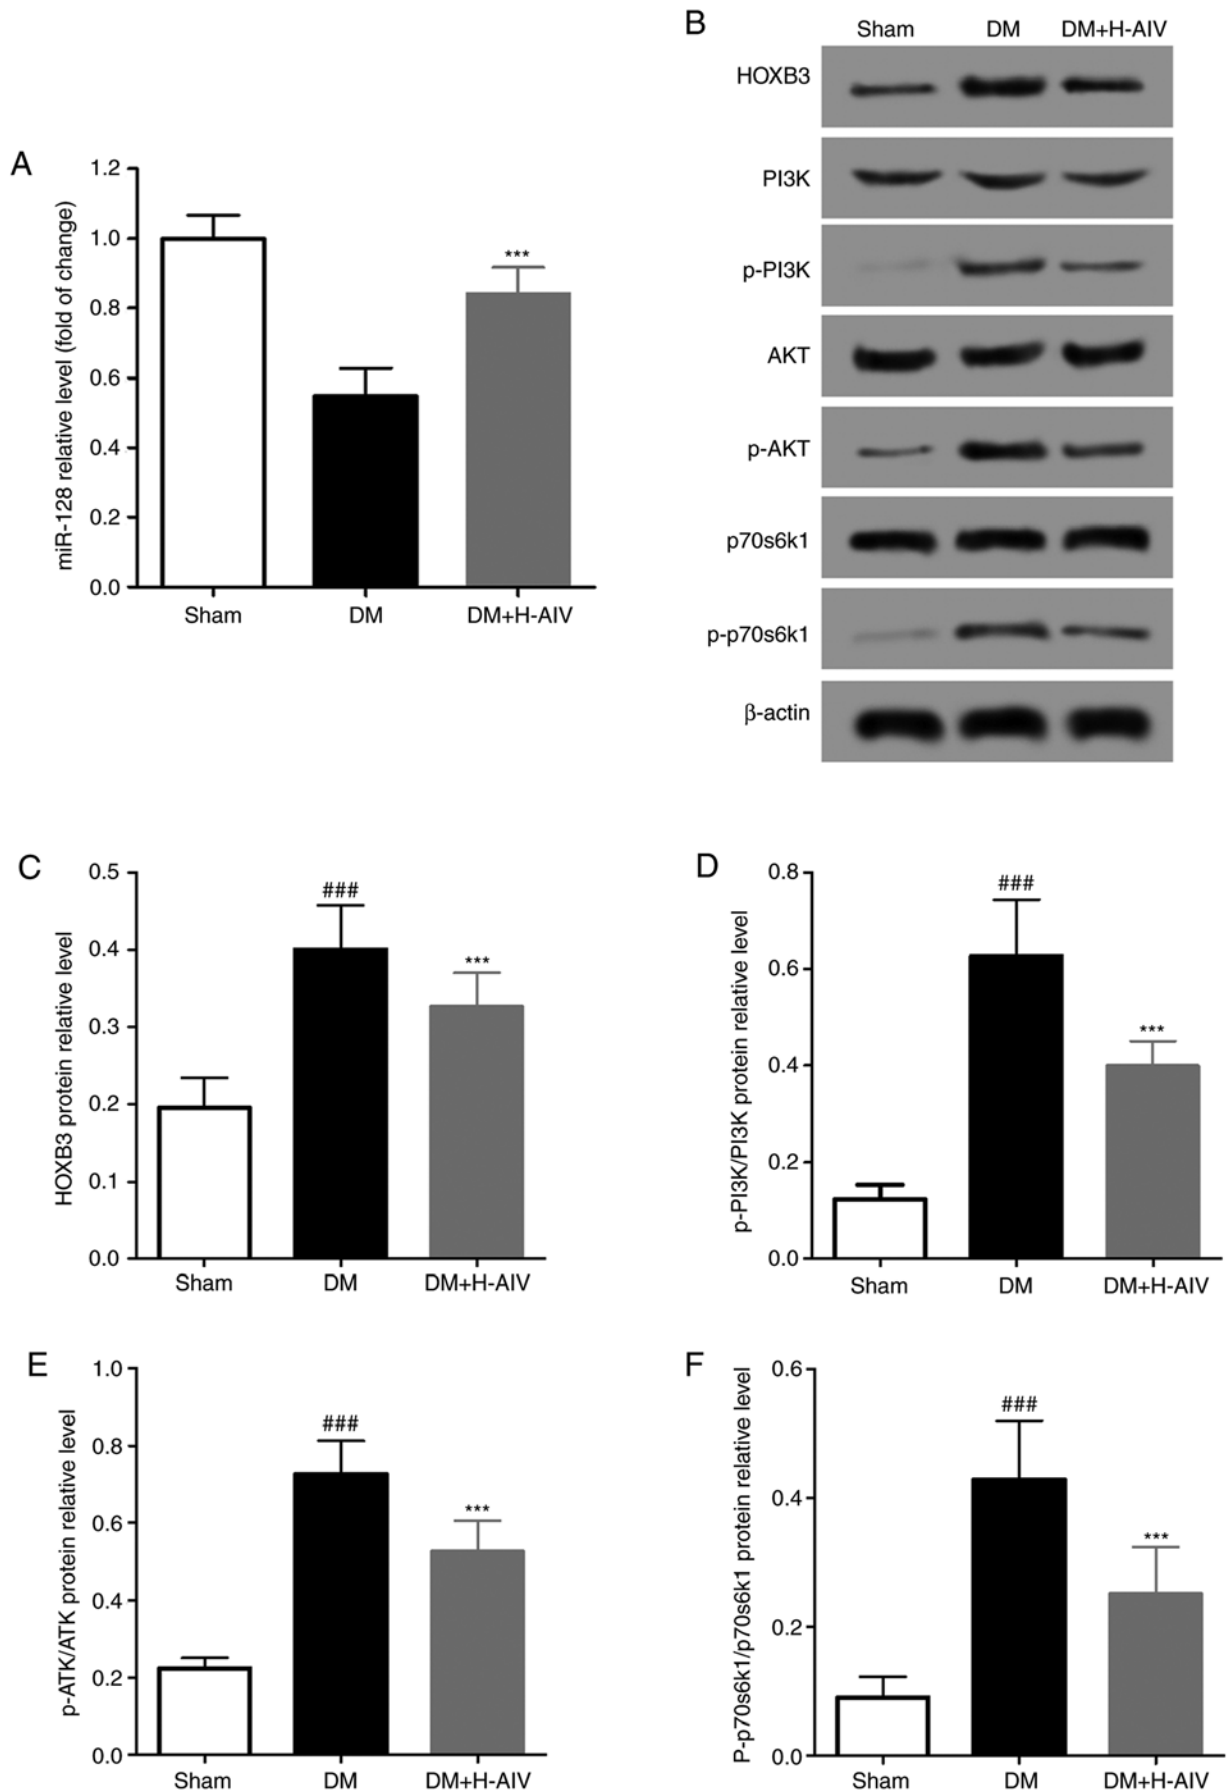 A
miR-128 relative level (fold of change)
1.2
1.0
0.8
0.6
0.4
0.2
0.0
***
Sham DM DM+H-AIV
B
Sham DM DM+H-AIV
HOXB3
PI3K
p-PI3K
AKT
p-AKT
p70s6k1
p-p70s6k1
β-actin
C
HOXB3 protein relative level
0.5
0.4
0.3
0.2
0.1
0.0
###
***
Sham DM DM+H-AIV
D
p-PI3K/PI3K protein relative level
0.8
0.6
0.4
0.2
0.0
###
***
Sham DM DM+H-AIV
E
p-ATK/ATK protein relative level
1.0
0.8
0.6
0.4
0.2
0.0
###
***
Sham DM DM+H-AIV
F
P-p70s6k1/p70s6k1 protein relative level
0.6
0.4
0.2
0.0
###
***
Sham DM DM+H-AIV